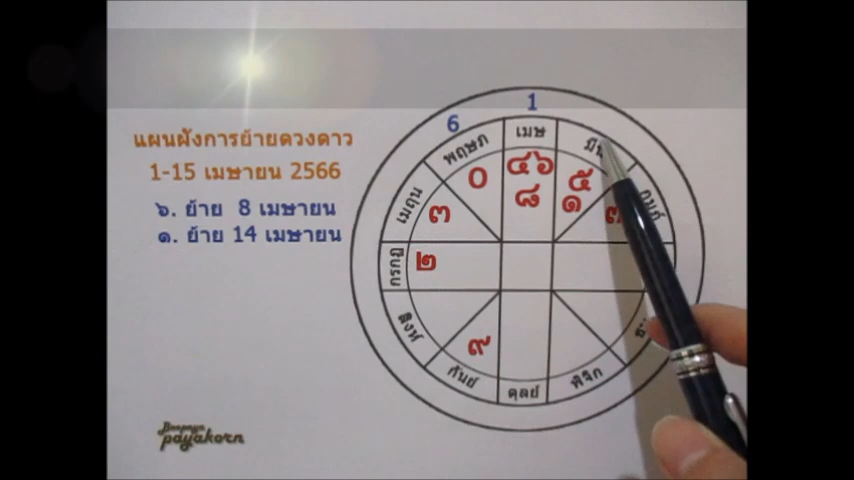 แผนผังการย้ายดวงดาว
1-15 เมษายน 2566
๖. ย้าย 8 เมษายน
๑. ย้าย 14 เมษายน
6
1
พฤษภ
เมษ
มีน
กุมภ์
เมถุน
กรกฎ
สิงห์
กันย์
ตุลย์
พิจิก
๐
๔๖
๘
๕
๑
๓
๒
๙
payakorn